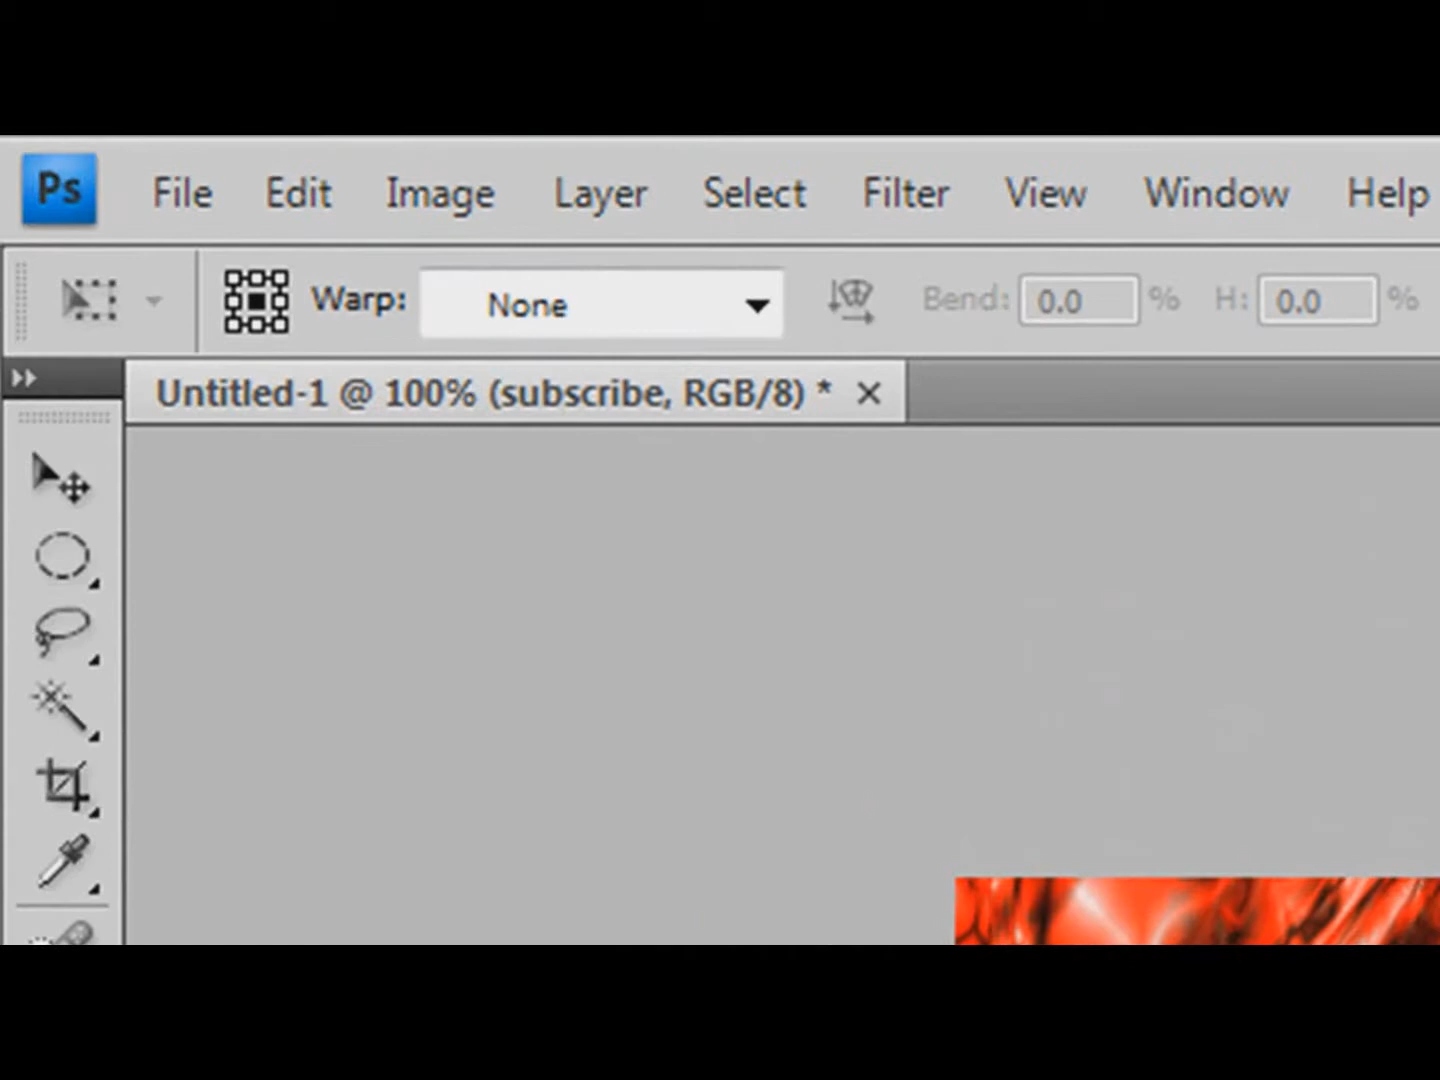 Ps File Edit Image Layer Select Filter View Window Help
Warp: None Bend: 0.0 % H: 0.0 %
Untitled-1 @ 100% (subscribe, RGB/8) * ×